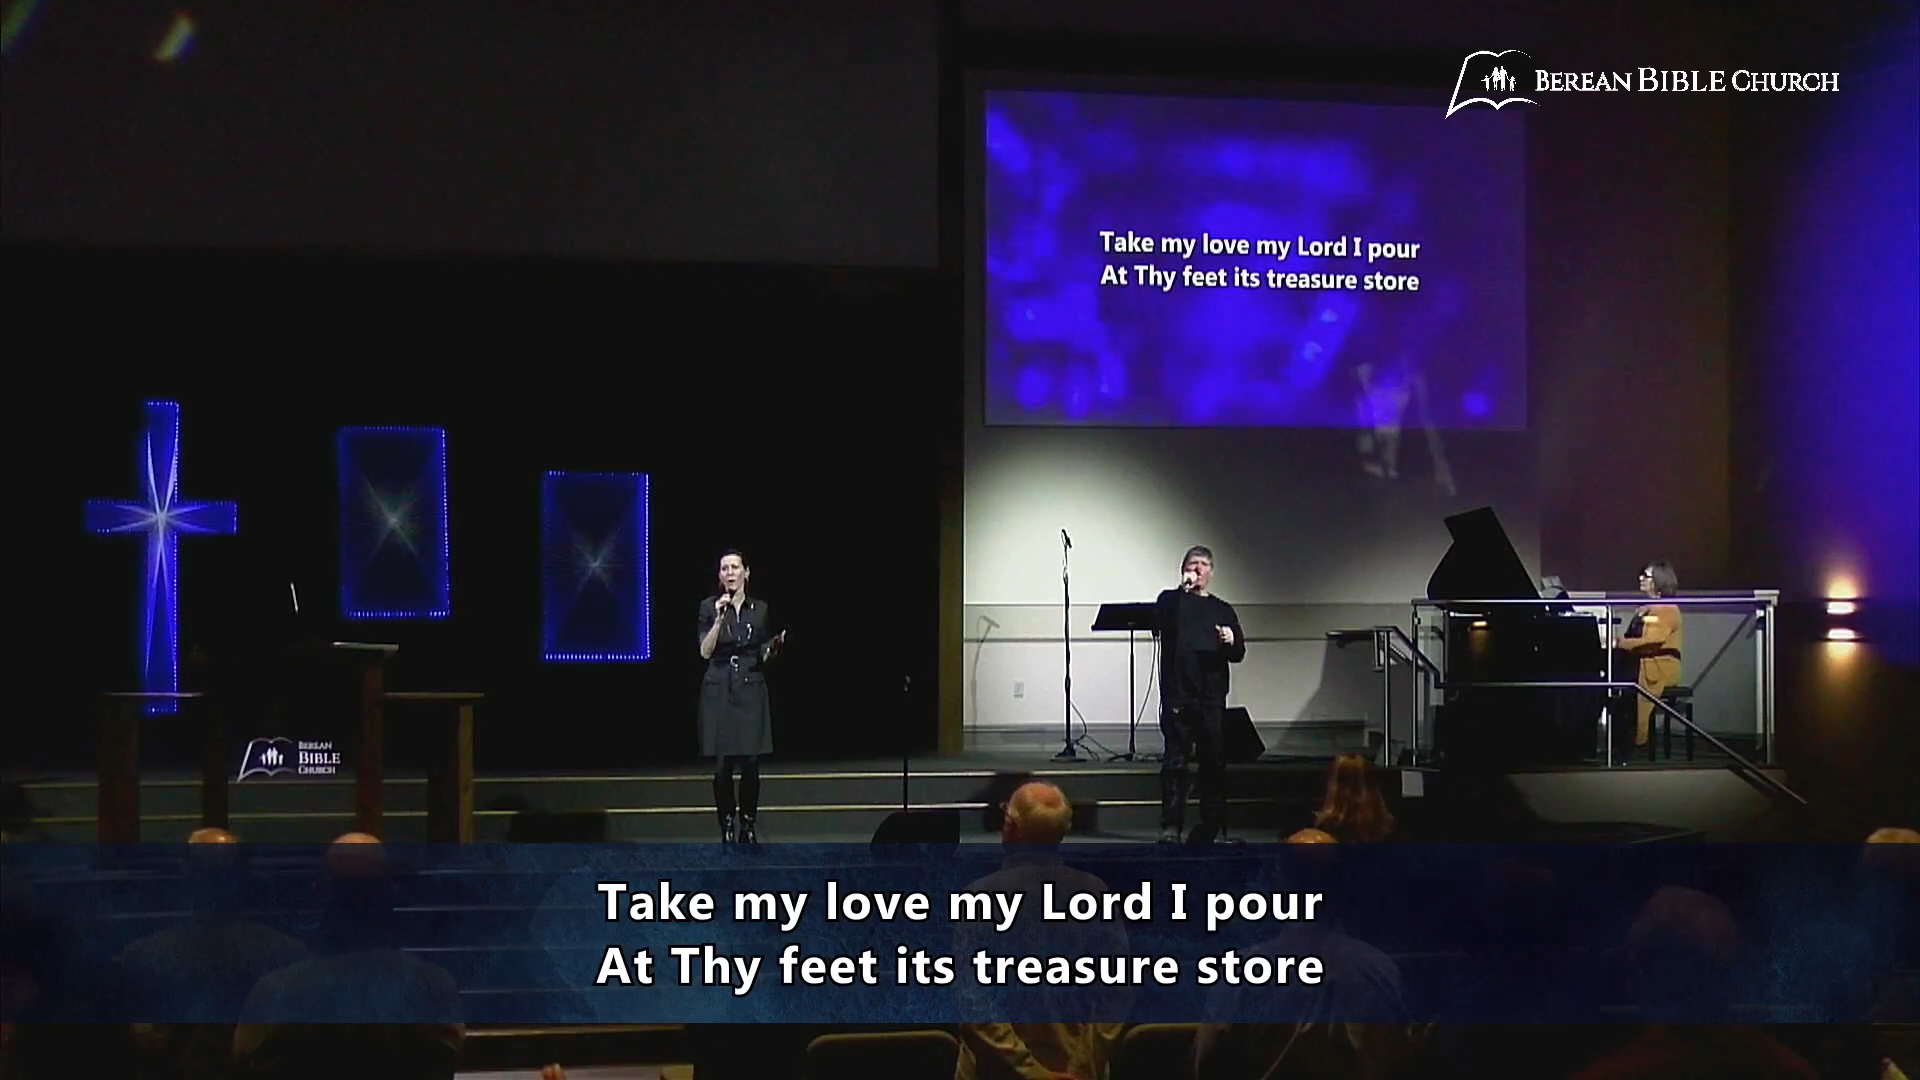 BEREAN BIBLE CHURCH
Take my love my Lord I pour
At Thy feet its treasure store
BEREAN
BIBLE
CHURCH
Take my love my Lord I pour
At Thy feet its treasure store